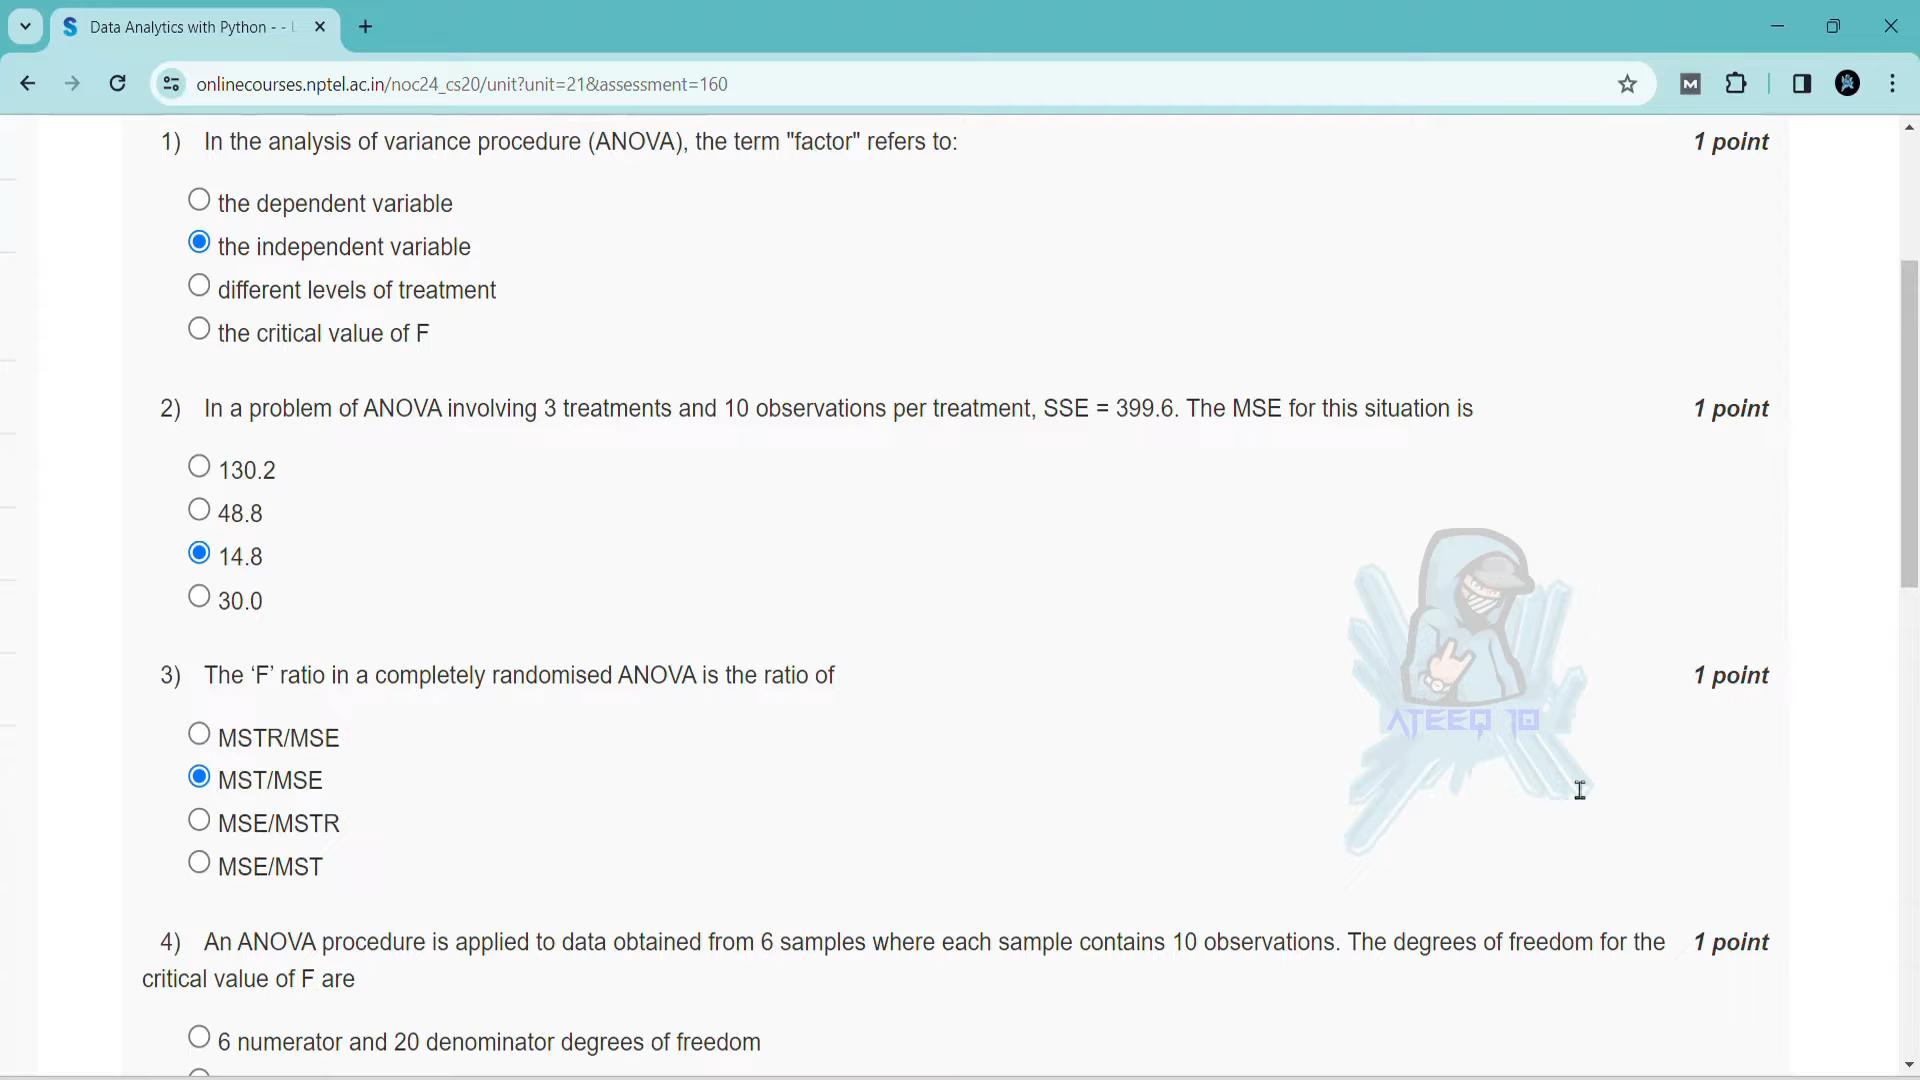 Data Analytics with Python - -
onlinecourses.nptel.ac.in/noc24_cs20/unit?unit=21&assessment=160
1) In the analysis of variance procedure (ANOVA), the term "factor" refers to: 1 point
the dependent variable
the independent variable
different levels of treatment
the critical value of F
2) In a problem of ANOVA involving 3 treatments and 10 observations per treatment, SSE = 399.6. The MSE for this situation is 1 point
130.2
48.8
14.8
30.0
3) The ‘F’ ratio in a completely randomised ANOVA is the ratio of 1 point
MSTR/MSE
MST/MSE
MSE/MSTR
MSE/MST
ATEEQ 10
4) An ANOVA procedure is applied to data obtained from 6 samples where each sample contains 10 observations. The degrees of freedom for the 1 point
critical value of F are
6 numerator and 20 denominator degrees of freedom